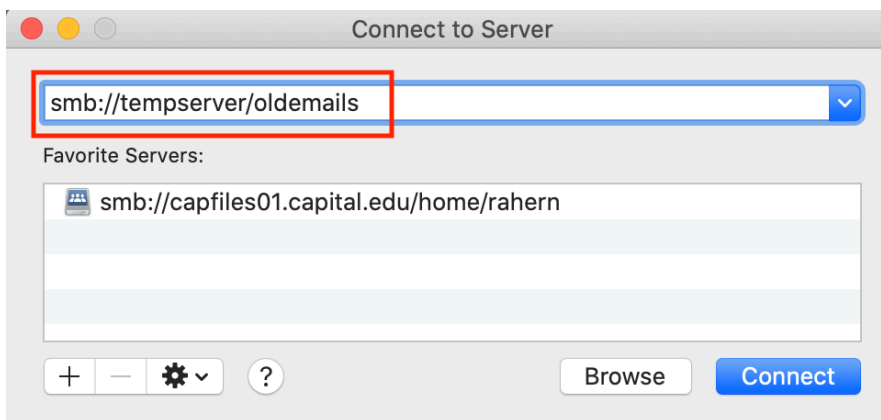 Connect to Server
smb://tempserver/oldemails
Favorite Servers:
smb://capfiles01.capital.edu/home/rahern
+ − ? Browse Connect